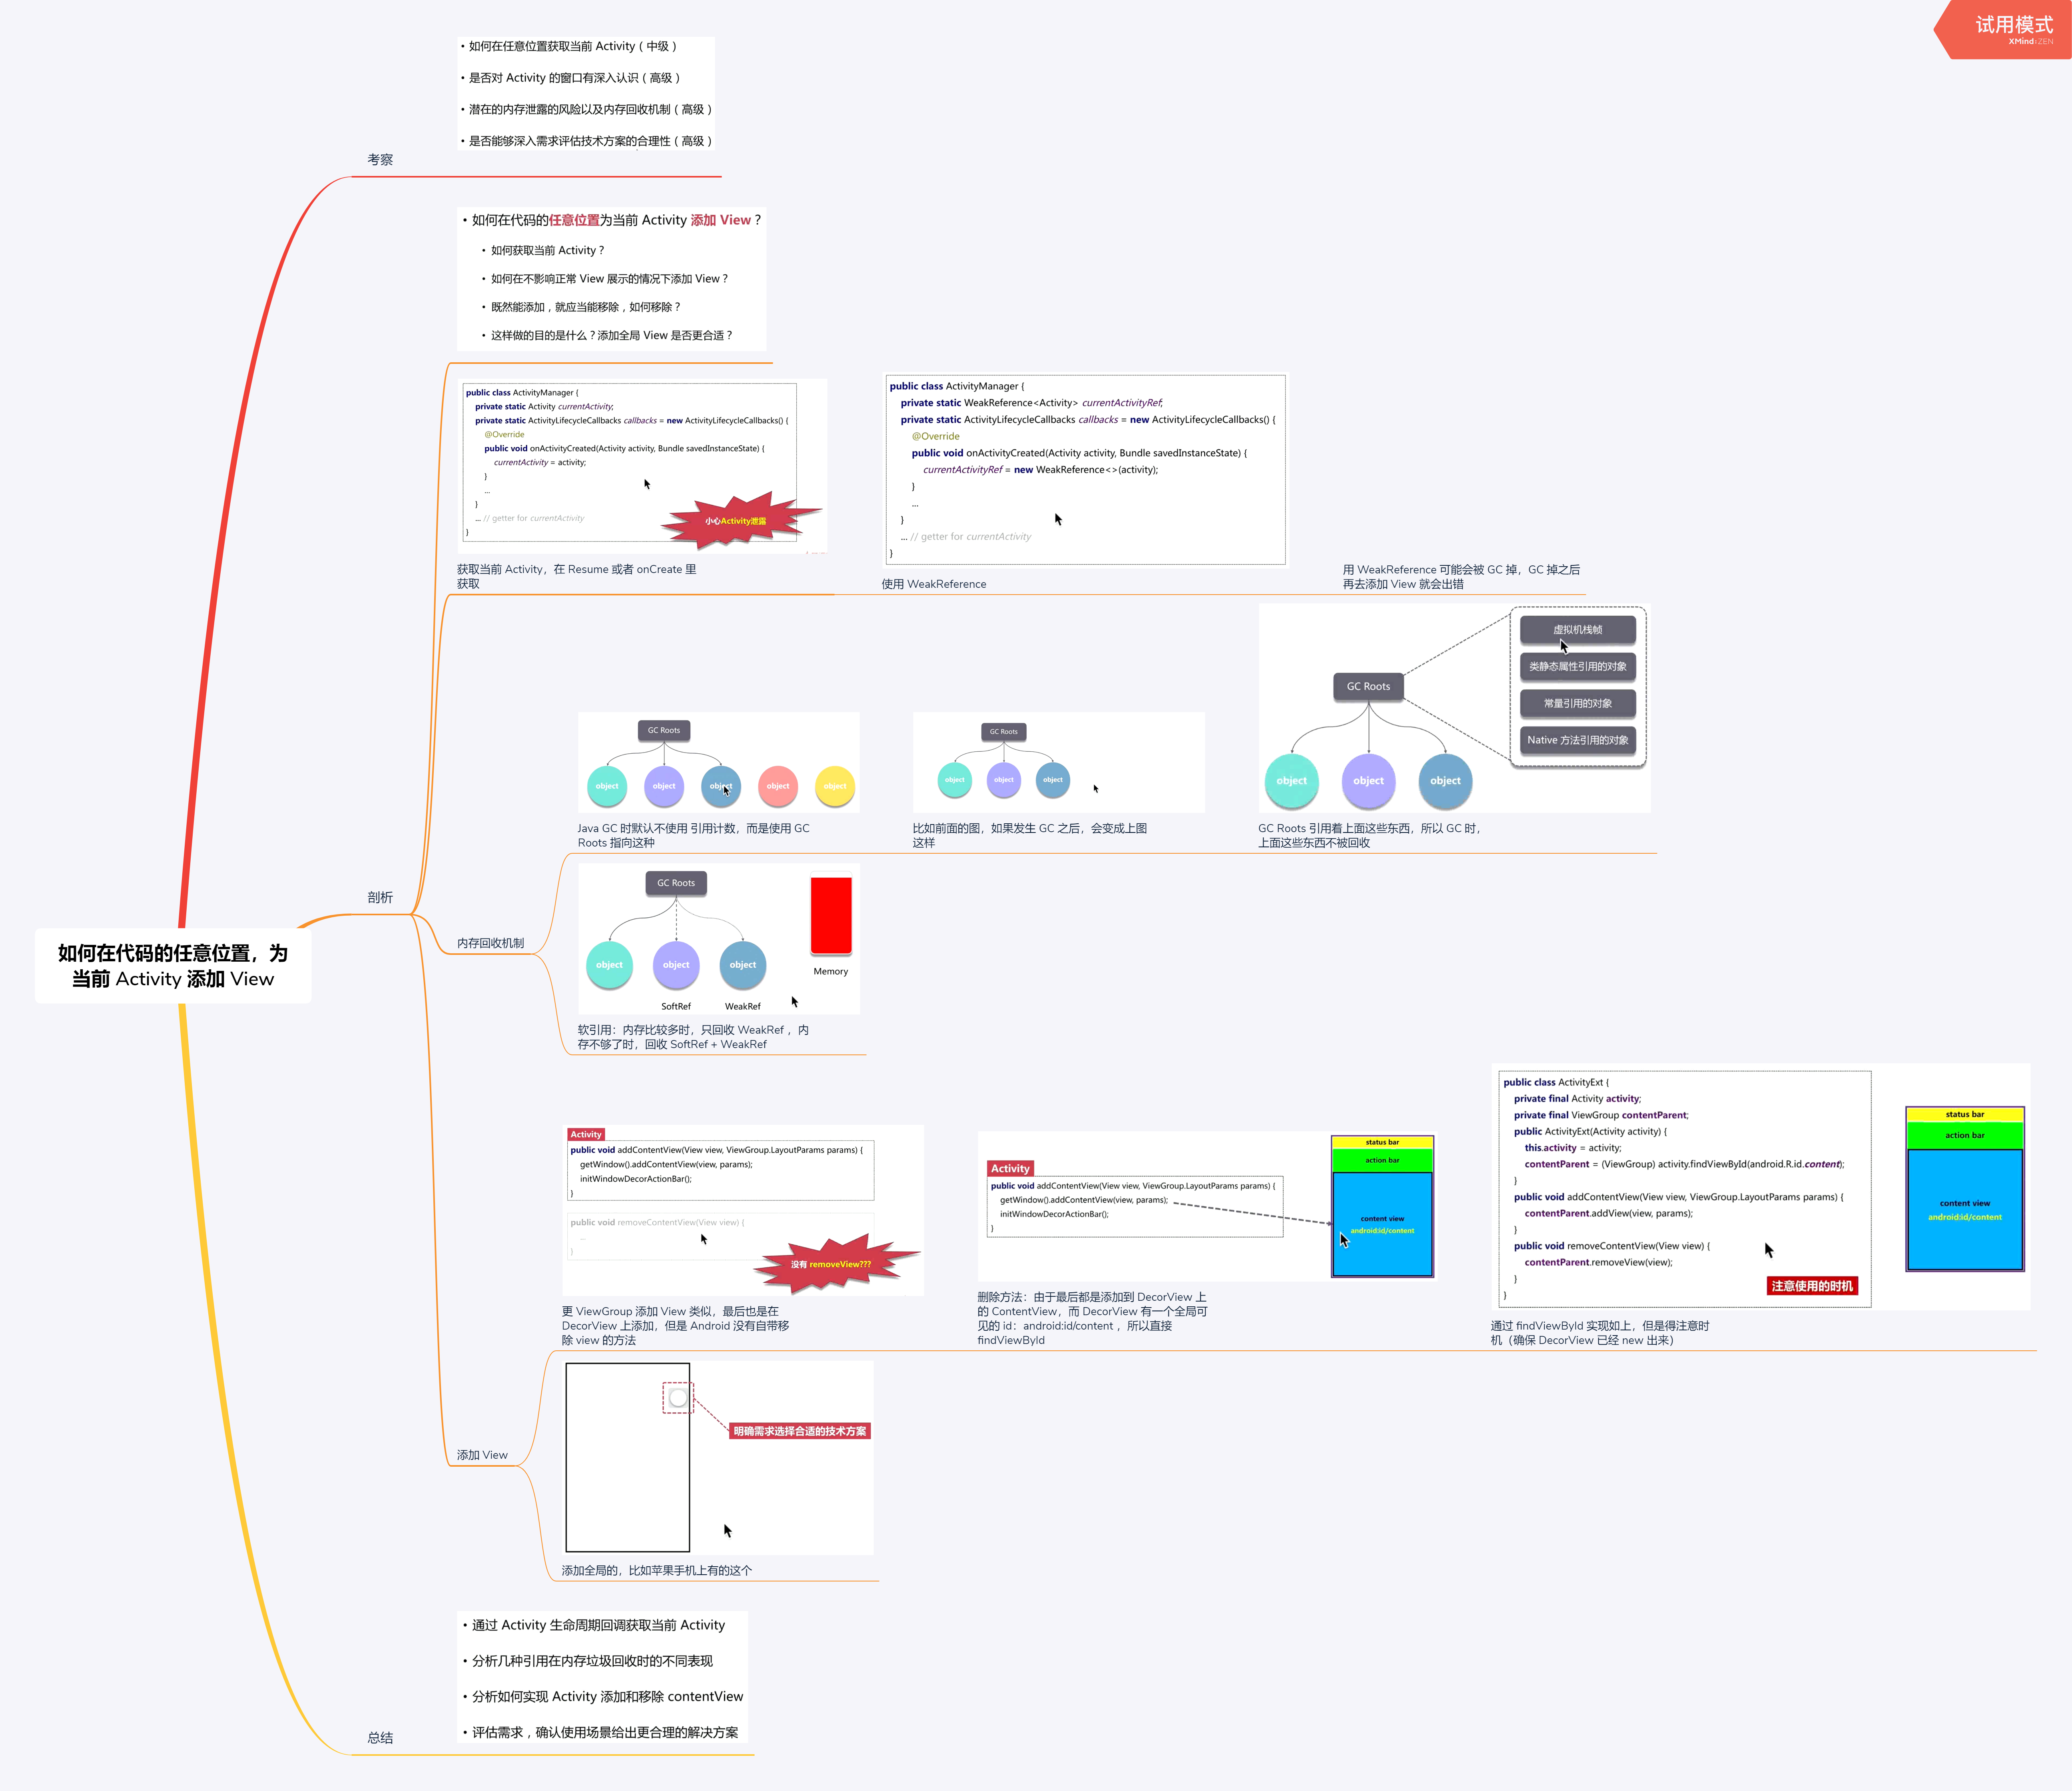 试用模式
XMind:ZEN
• 如何在任意位置获取当前 Activity（中级）
• 是否对 Activity 的窗口有深入认识（高级）
• 潜在的内存泄露的风险以及内存回收机制（高级）
• 是否能够深入需求评估技术方案的合理性（高级）
考察
• 如何在代码的任意位置为当前 Activity 添加 View？
• 如何获取当前 Activity？
• 如何在不影响正常 View 展示的情况下添加 View？
• 既然能添加，就应当能移除，如何移除？
• 这样做的目的是什么？添加全局 View 是否更合适？
public class ActivityManager {
private static Activity currentActivity;
private static ActivityLifecycleCallbacks callbacks = new ActivityLifecycleCallbacks() {
@Override
public void onActivityCreated(Activity activity, Bundle savedInstanceState) {
currentActivity = activity;
}
...
}
... // getter for currentActivity
}
小心Activity泄露
获取当前 Activity，在 Resume 或者 onCreate 里
获取
public class ActivityManager {
private static WeakReference<Activity> currentActivityRef;
private static ActivityLifecycleCallbacks callbacks = new ActivityLifecycleCallbacks() {
@Override
public void onActivityCreated(Activity activity, Bundle savedInstanceState) {
currentActivityRef = new WeakReference<>(activity);
}
...
}
... // getter for currentActivity
}
使用 WeakReference
用 WeakReference 可能会被 GC 掉，GC 掉之后
再去添加 View 就会出错
剖析
如何在代码的任意位置，为
当前 Activity 添加 View
内存回收机制
GC Roots
object
object
object
object
object
Java GC 时默认不使用 引用计数，而是使用 GC
Roots 指向这种
GC Roots
object
object
object
比如前面的图，如果发生 GC 之后，会变成上图
这样
GC Roots
虚拟机栈帧
类静态属性引用的对象
常量引用的对象
Native 方法引用的对象
object
object
object
GC Roots 引用着上面这些东西，所以 GC 时，
上面这些东西不被回收
GC Roots
object
object
object
SoftRef
WeakRef
Memory
软引用：内存比较多时，只回收 WeakRef ，内
存不够了时，回收 SoftRef + WeakRef
添加 View
Activity
public void addContentView(View view, ViewGroup.LayoutParams params) {
getWindow().addContentView(view, params);
initWindowDecorActionBar();
}
public void removeContentView(View view) {
...
}
没有 removeView???
更 ViewGroup 添加 View 类似，最后也是在
DecorView 上添加，但是 Android 没有自带移
除 view 的方法
Activity
public void addContentView(View view, ViewGroup.LayoutParams params) {
getWindow().addContentView(view, params);
initWindowDecorActionBar();
}
status bar
action bar
content view
android:id/content
删除方法：由于最后都是添加到 DecorView 上
的 ContentView，而 DecorView 有一个全局可
见的 id：android:id/content ，所以直接
findViewById
public class ActivityExt {
private final Activity activity;
private final ViewGroup contentParent;
public ActivityExt(Activity activity) {
this.activity = activity;
contentParent = (ViewGroup) activity.findViewById(android.R.id.content);
}
public void addContentView(View view, ViewGroup.LayoutParams params) {
contentParent.addView(view, params);
}
public void removeContentView(View view) {
contentParent.removeView(view);
}
}
注意使用的时机
status bar
action bar
content view
android:id/content
通过 findViewById 实现如上，但是得注意时
机（确保 DecorView 已经 new 出来）
明确需求选择合适的技术方案
添加全局的，比如苹果手机上有的这个
总结
• 通过 Activity 生命周期回调获取当前 Activity
• 分析几种引用在内存垃圾回收时的不同表现
• 分析如何实现 Activity 添加和移除 contentView
• 评估需求，确认使用场景给出更合理的解决方案